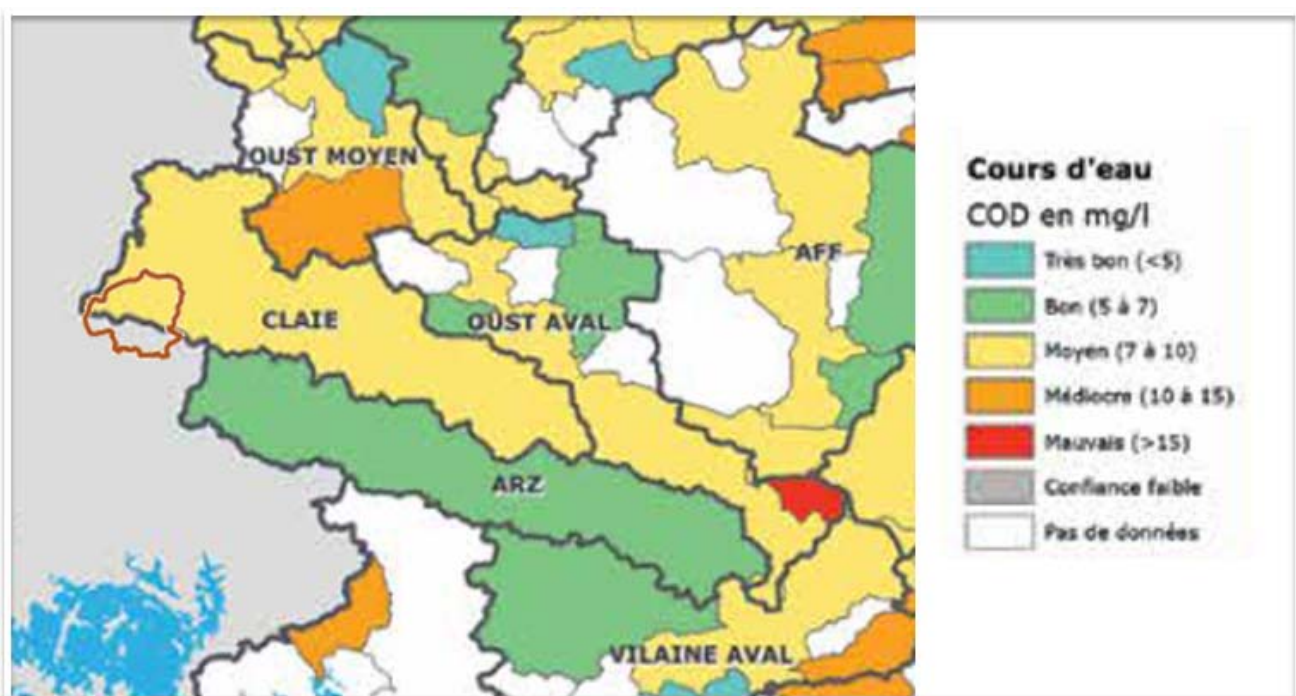 OUST MOYEN
AFF
CLAIE
OUST AVAL
ARZ
VILAINE AVAL
Cours d'eau
COD en mg/l
Très bon (<5)
Bon (5 à 7)
Moyen (7 à 10)
Médiocre (10 à 15)
Mauvais (>15)
Confiance faible
Pas de données